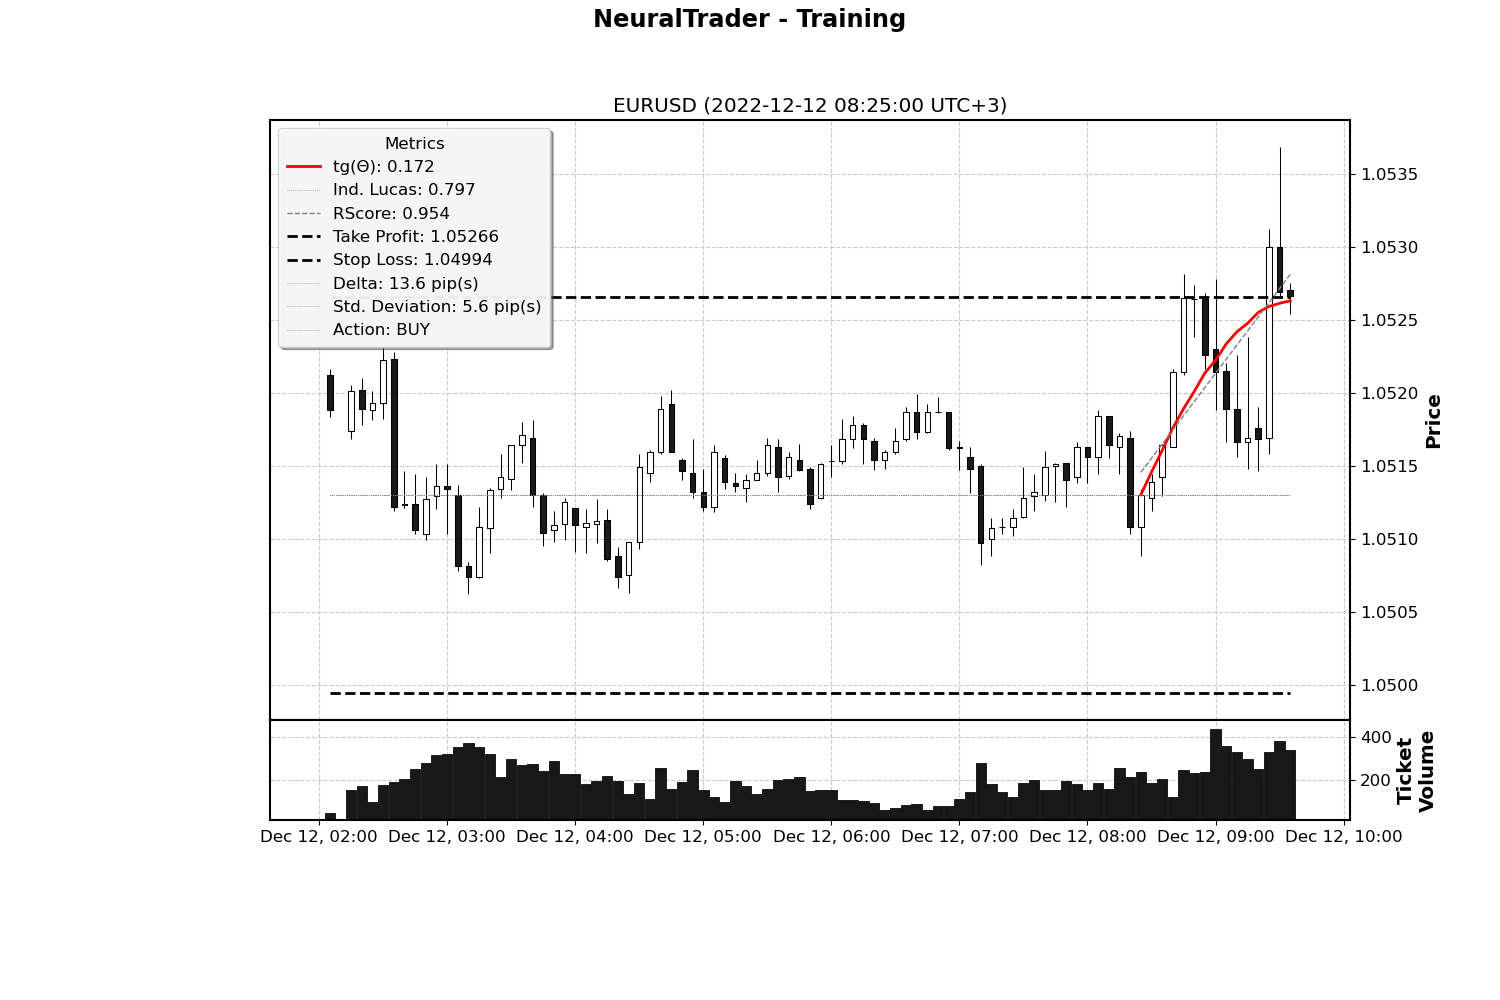 NeuralTrader - Training
EURUSD (2022-12-12 08:25:00 UTC+3)
Metrics
tg(Θ): 0.172
Ind. Lucas: 0.797
RScore: 0.954
Take Profit: 1.05266
Stop Loss: 1.04994
Delta: 13.6 pip(s)
Std. Deviation: 5.6 pip(s)
Action: BUY
1.0535
1.0530
1.0525
1.0520
1.0515
1.0510
1.0505
1.0500
Price
400
200
Ticket
Volume
Dec 12, 02:00 Dec 12, 03:00 Dec 12, 04:00 Dec 12, 05:00 Dec 12, 06:00 Dec 12, 07:00 Dec 12, 08:00 Dec 12, 09:00 Dec 12, 10:00